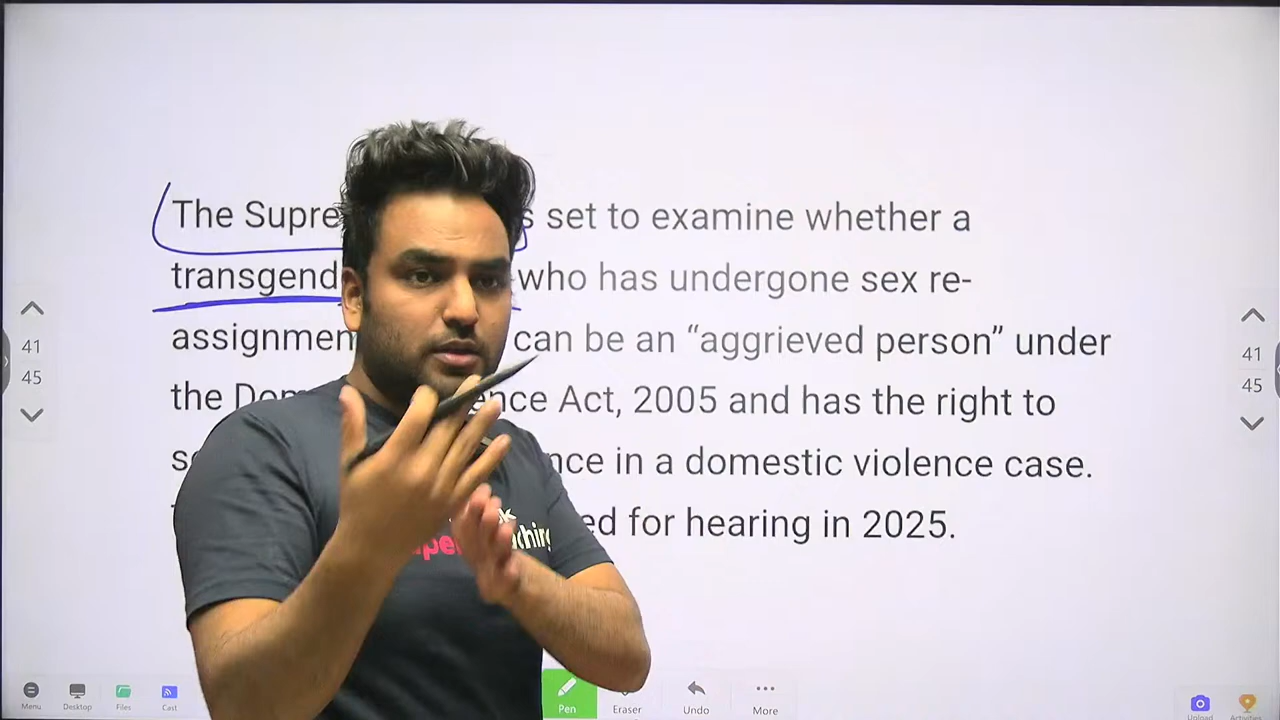 The Supre s set to examine whether a
transgend who has undergone sex re-
assignmen can be an “aggrieved person” under
the Dom ence Act, 2005 and has the right to
nce in a domestic violence case.
ed for hearing in 2025.
41
45
41
45
Menu
Desktop
Files
Cast
Pen
Eraser
Undo
More
Upload
Activities